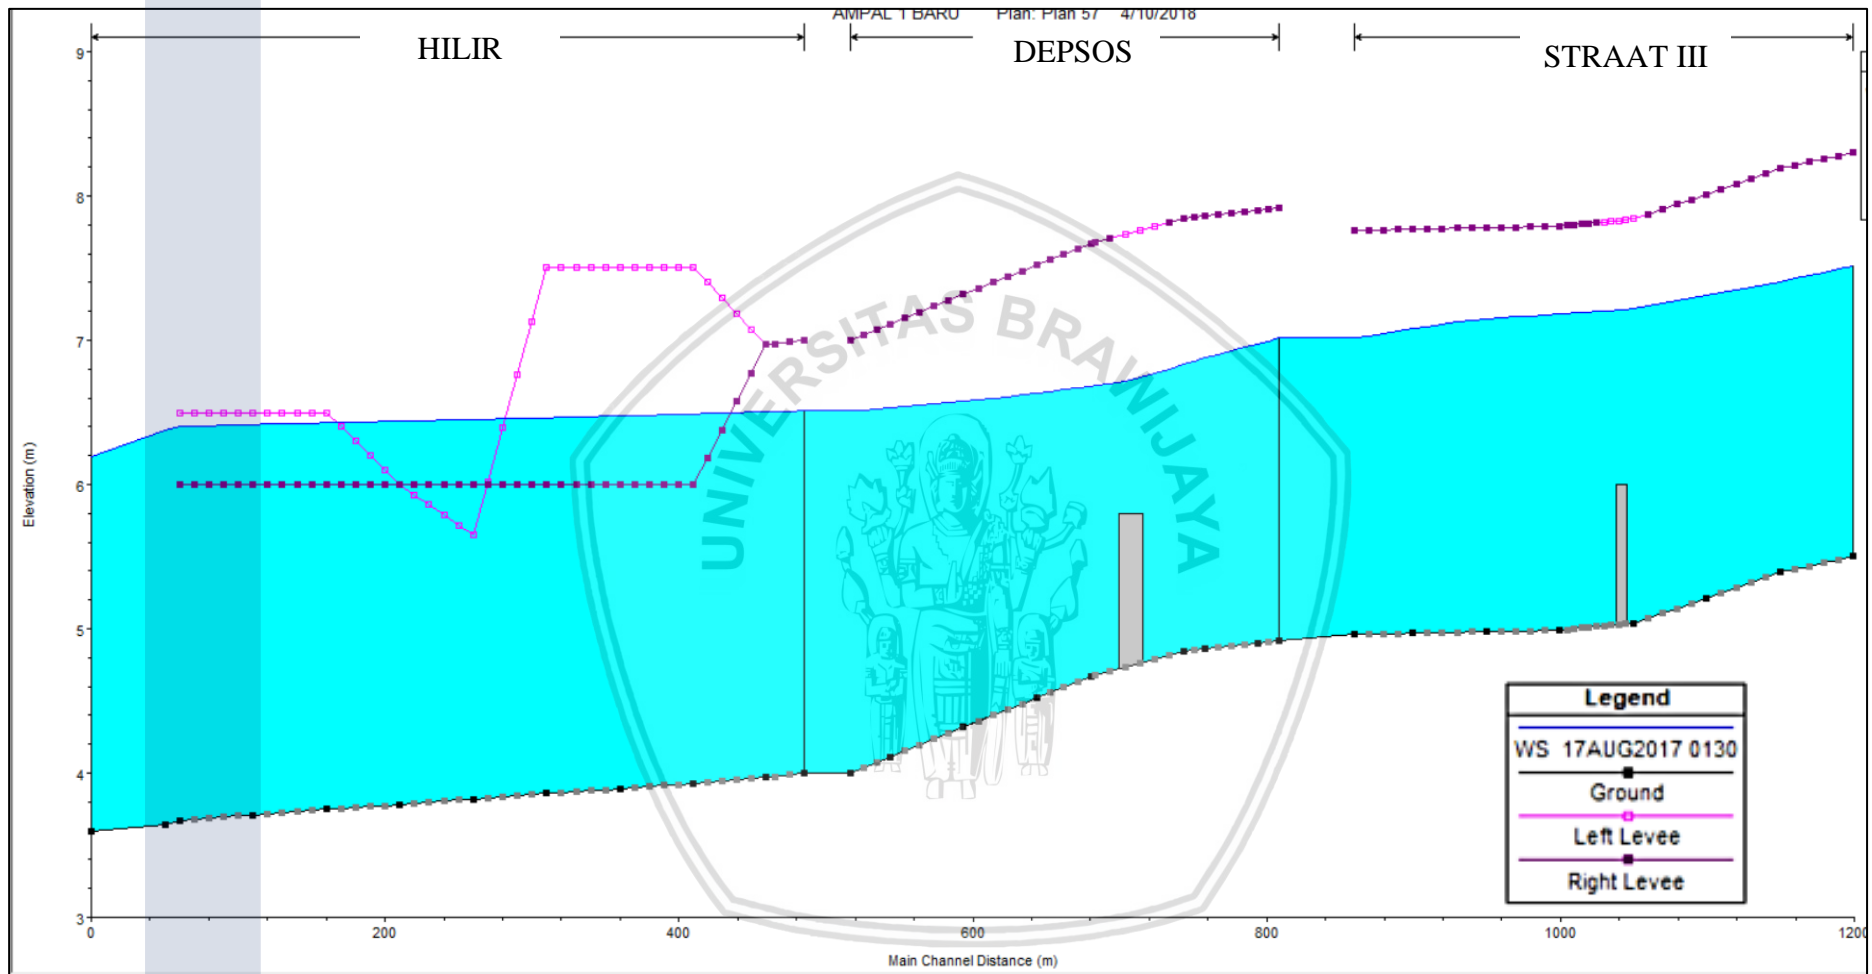 AMPAL 1 BARU Plan: Plan 57 4/10/2018
HILIR
DEPSOS
STRAAT III
9
8
7
6
5
4
3
Elevation (m)
0
200
400
600
800
1000
1200
Main Channel Distance (m)
UNIVERSITAS BRAWIJAYA
Legend
WS 17AUG2017 0130
Ground
Left Levee
Right Levee